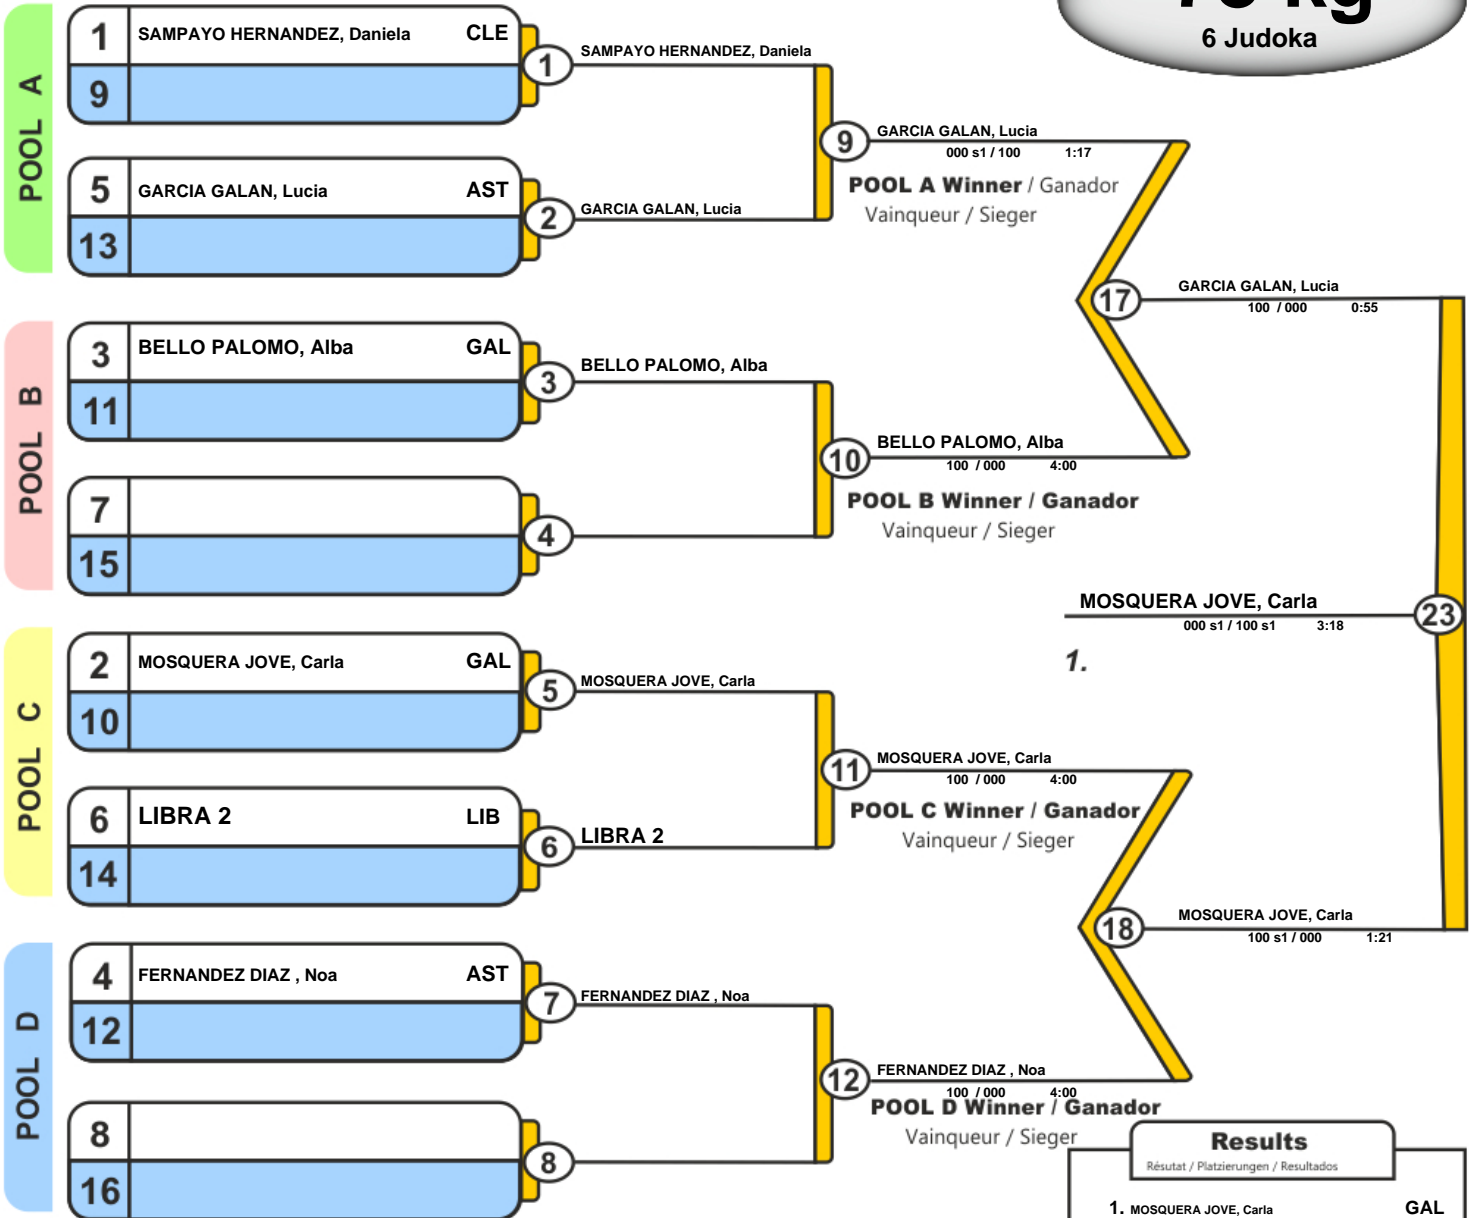 6 Judoka
POOL A
1 SAMPAYO HERNANDEZ, Daniela CLE
9
1
SAMPAYO HERNANDEZ, Daniela
5 GARCIA GALAN, Lucia AST
13
2
GARCIA GALAN, Lucia
9
GARCIA GALAN, Lucia
000 s1 / 100 1:17
POOL A Winner / Ganador
Vainqueur / Sieger
POOL B
3 BELLO PALOMO, Alba GAL
11
3
BELLO PALOMO, Alba
7
15
4
10
BELLO PALOMO, Alba
100 / 000 4:00
POOL B Winner / Ganador
Vainqueur / Sieger
17
GARCIA GALAN, Lucia
100 / 000 0:55
MOSQUERA JOVE, Carla
000 s1 / 100 s1 3:18
23
1.
POOL C
2 MOSQUERA JOVE, Carla GAL
10
5
MOSQUERA JOVE, Carla
6 LIBRA 2 LIB
14
6
LIBRA 2
11
MOSQUERA JOVE, Carla
100 / 000 4:00
POOL C Winner / Ganador
Vainqueur / Sieger
POOL D
4 FERNANDEZ DIAZ , Noa AST
12
7
FERNANDEZ DIAZ , Noa
8
16
8
12
FERNANDEZ DIAZ , Noa
100 / 000 4:00
POOL D Winner / Ganador
Vainqueur / Sieger
18
MOSQUERA JOVE, Carla
100 s1 / 000 1:21
Results
Résutat / Platzierungen / Resultados
1. MOSQUERA JOVE, Carla GAL